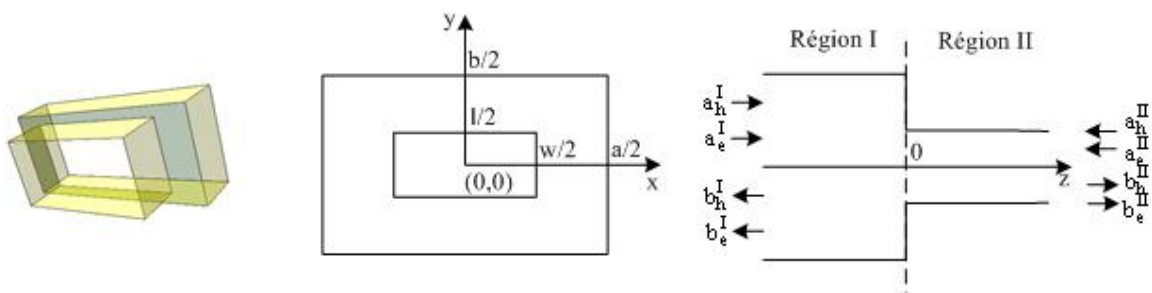 y
b/2
l/2
w/2
a/2
(0,0)
x
Région I
Région II
a_h^I
a_e^I
b_h^I
b_e^I
0
z
a_h^II
a_e^II
b_h^II
b_e^II